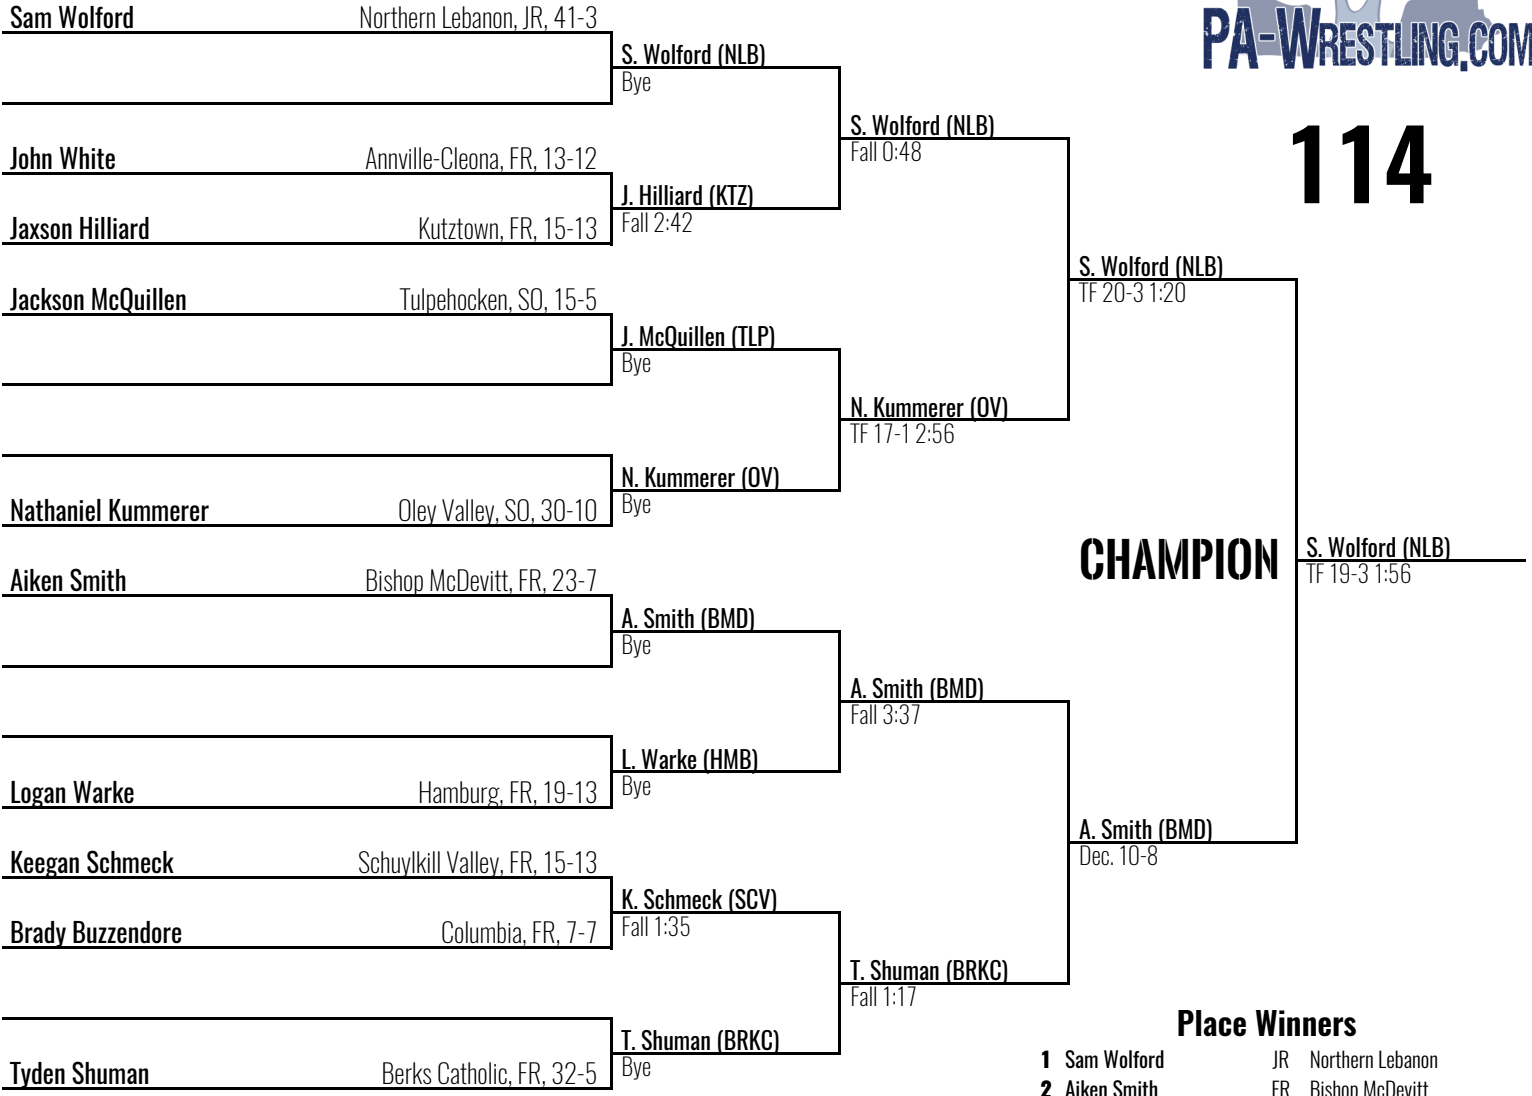 Sam Wolford Northern Lebanon, JR, 41-3
S. Wolford (NLB)
Bye
John White Annville-Cleona, FR, 13-12
J. Hilliard (KTZ)
Fall 2:42
Jaxson Hilliard Kutztown, FR, 15-13
S. Wolford (NLB)
Fall 0:48
Jackson McQuillen Tulpehocken, SO, 15-5
J. McQuillen (TLP)
Bye
N. Kummerer (OV)
TF 17-1 2:56
N. Kummerer (OV)
Bye
Nathaniel Kummerer Oley Valley, SO, 30-10
S. Wolford (NLB)
TF 20-3 1:20
Aiken Smith Bishop McDevitt, FR, 23-7
A. Smith (BMD)
Bye
A. Smith (BMD)
Fall 3:37
L. Warke (HMB)
Bye
Logan Warke Hamburg, FR, 19-13
Keegan Schmeck Schuylkill Valley, FR, 15-13
K. Schmeck (SCV)
Fall 1:35
Brady Buzzendore Columbia, FR, 7-7
T. Shuman (BRKC)
Fall 1:17
T. Shuman (BRKC)
Bye
Tyden Shuman Berks Catholic, FR, 32-5
A. Smith (BMD)
Dec. 10-8
CHAMPION
S. Wolford (NLB)
TF 19-3 1:56
PA-WRESTLING.COM
114
Place Winners
1 Sam Wolford JR Northern Lebanon
2 Aiken Smith FR Bishop McDevitt